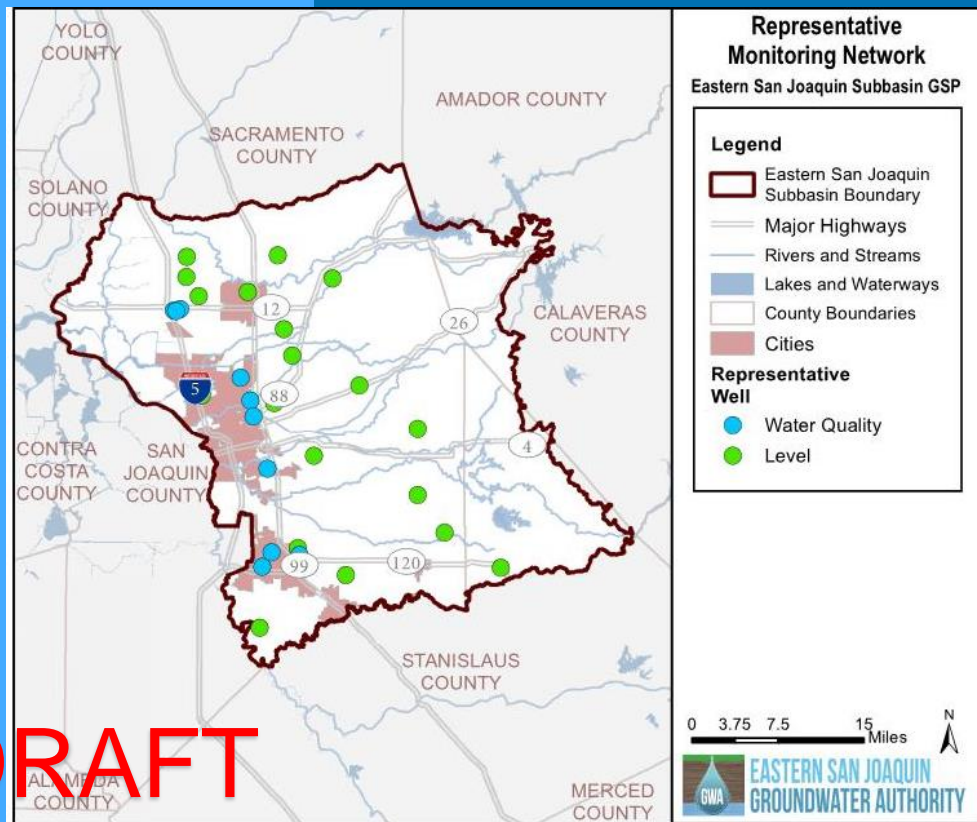 YOLO
COUNTY
AMADOR COUNTY
SACRAMENTO
COUNTY
SOLANO
COUNTY
12
26
CALAVERAS
COUNTY
5
88
4
CONTRA
COSTA
COUNTY
SAN
JOAQUIN
COUNTY
99
120
STANISLAUS
COUNTY
DRAFT
ALAMEDA
COUNTY
MERCED
COUNTY
Representative
Monitoring Network
Eastern San Joaquin Subbasin GSP
Legend
Eastern San Joaquin
Subbasin Boundary
Major Highways
Rivers and Streams
Lakes and Waterways
County Boundaries
Cities
Representative
Well
Water Quality
Level
0 3.75 7.5 15
Miles
N
GWA
EASTERN SAN JOAQUIN
GROUNDWATER AUTHORITY